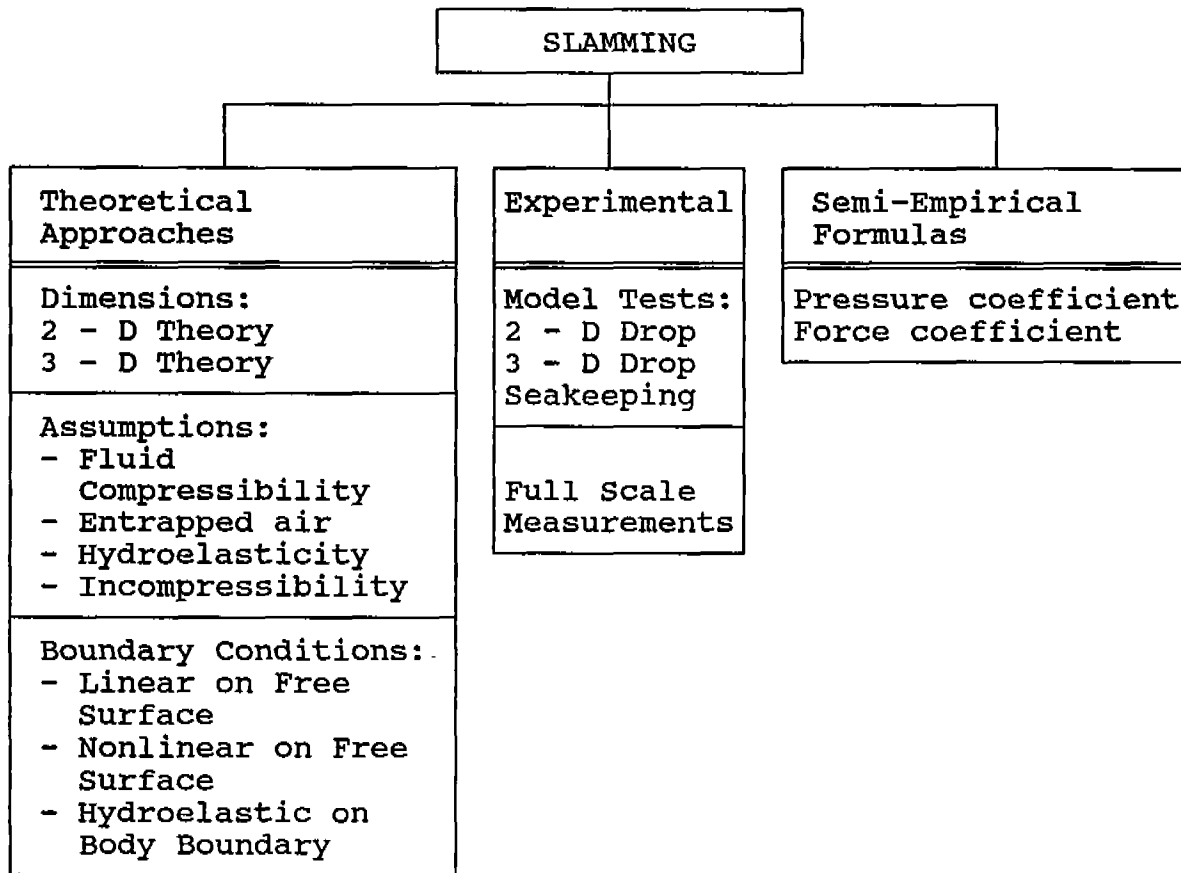 SLAMMING
Theoretical
Approaches
Dimensions:
2 - D Theory
3 - D Theory
Assumptions:
- Fluid
Compressibility
- Entrapped air
- Hydroelasticity
- Incompressibility
Boundary Conditions:
- Linear on Free
Surface
- Nonlinear on Free
Surface
- Hydroelastic on
Body Boundary
Experimental
Model Tests:
2 - D Drop
3 - D Drop
Seakeeping
Full Scale
Measurements
Semi-Empirical
Formulas
Pressure coefficient
Force coefficient